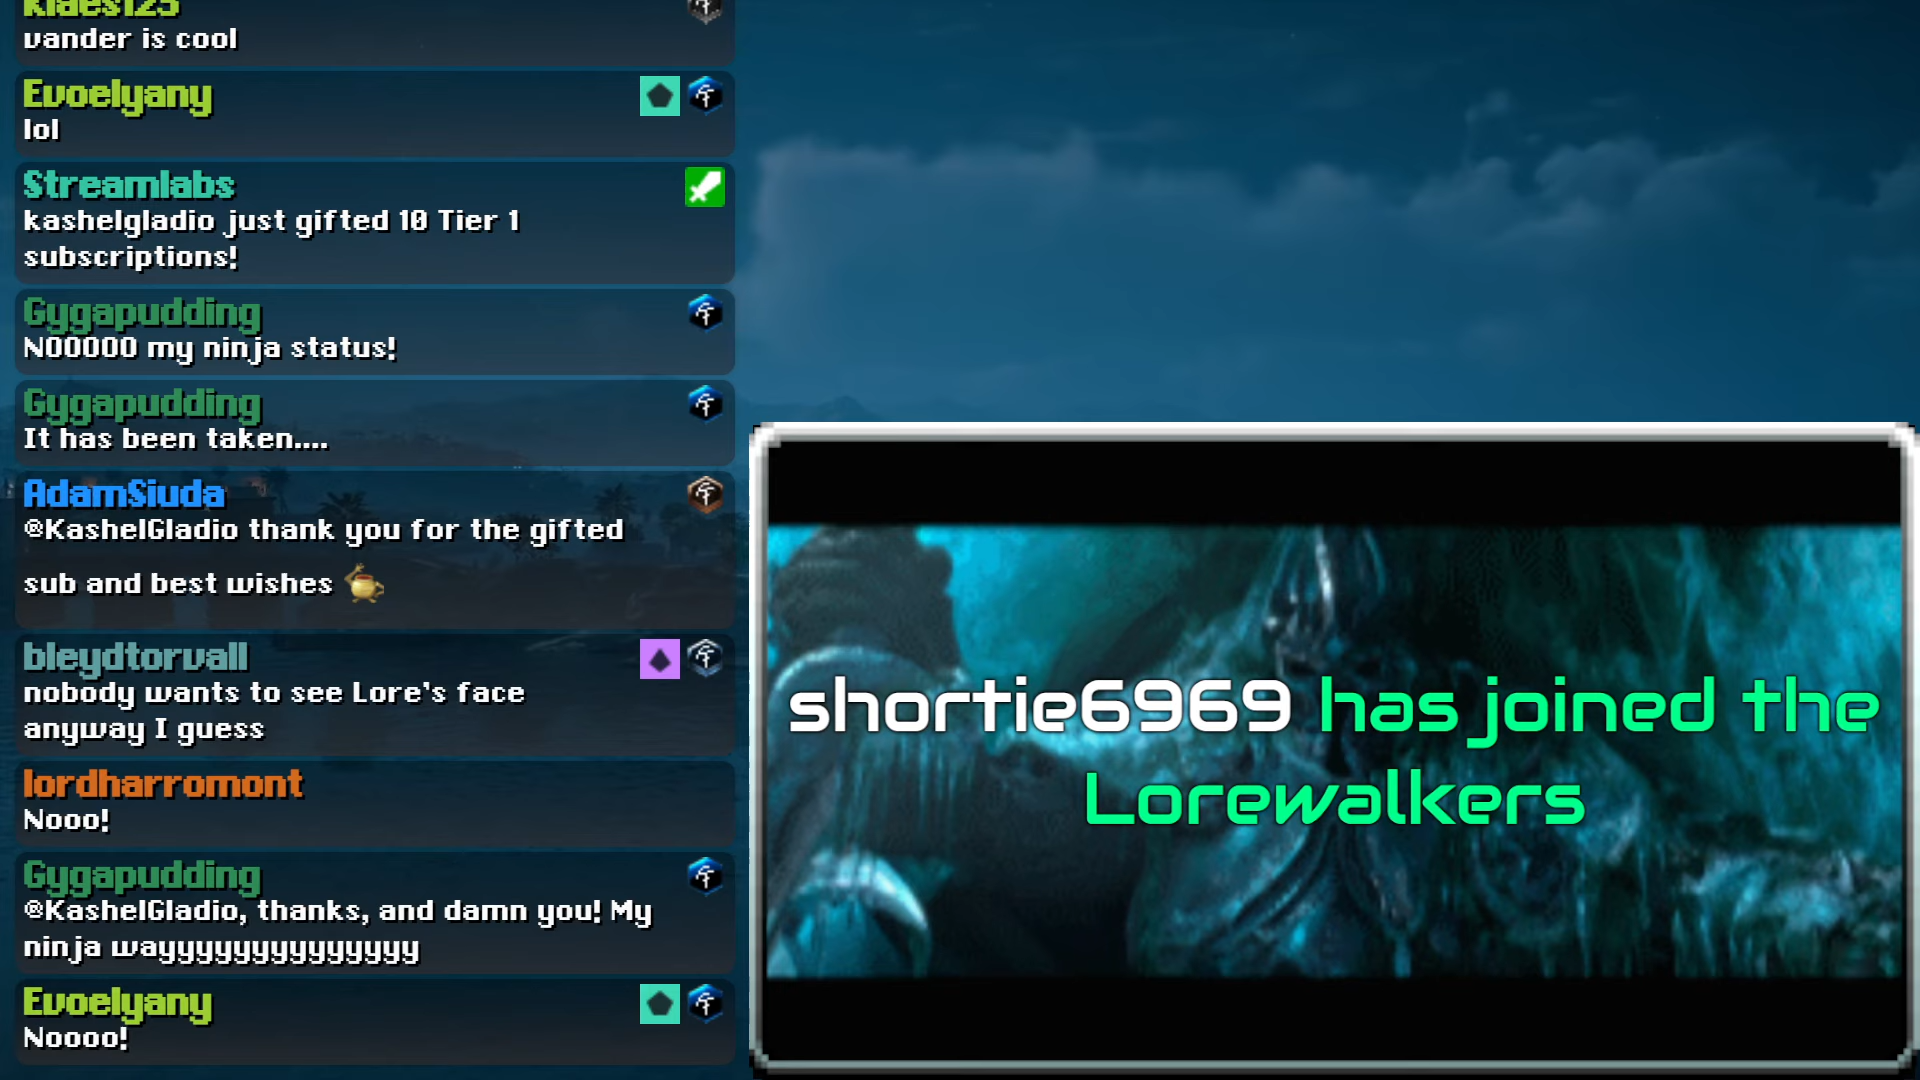 klaes123
vander is cool
Evoelyany
lol
Streamlabs
kashelgladio just gifted 10 Tier 1
subscriptions!
Gygapudding
NOOOOO my ninja status!
Gygapudding
It has been taken....
AdamSiuda
@KashelGladio thank you for the gifted
sub and best wishes
bleydtorvall
nobody wants to see Lore's face
anyway I guess
lordharromont
Nooo!
Gygapudding
@KashelGladio, thanks, and damn you! My
ninja wayyyyyyyyyyyyyyy
Evoelyany
Noooo!
shortie6969 has joined the
Lorewalkers